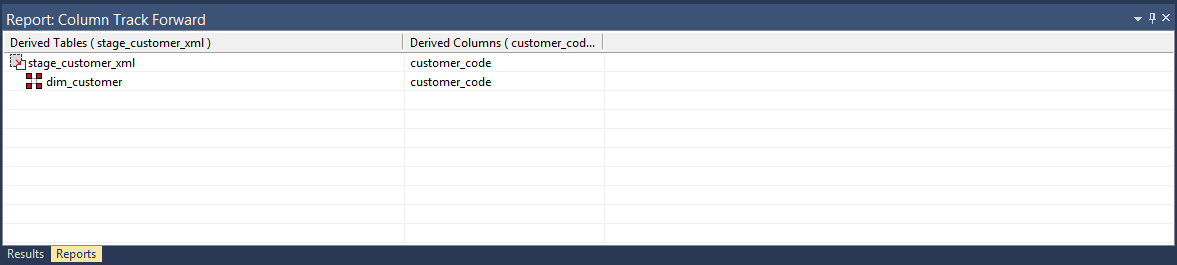 Report: Column Track Forward
Derived Tables ( stage_customer_xml ) Derived Columns ( customer_cod...
stage_customer_xml customer_code
dim_customer customer_code
Results Reports